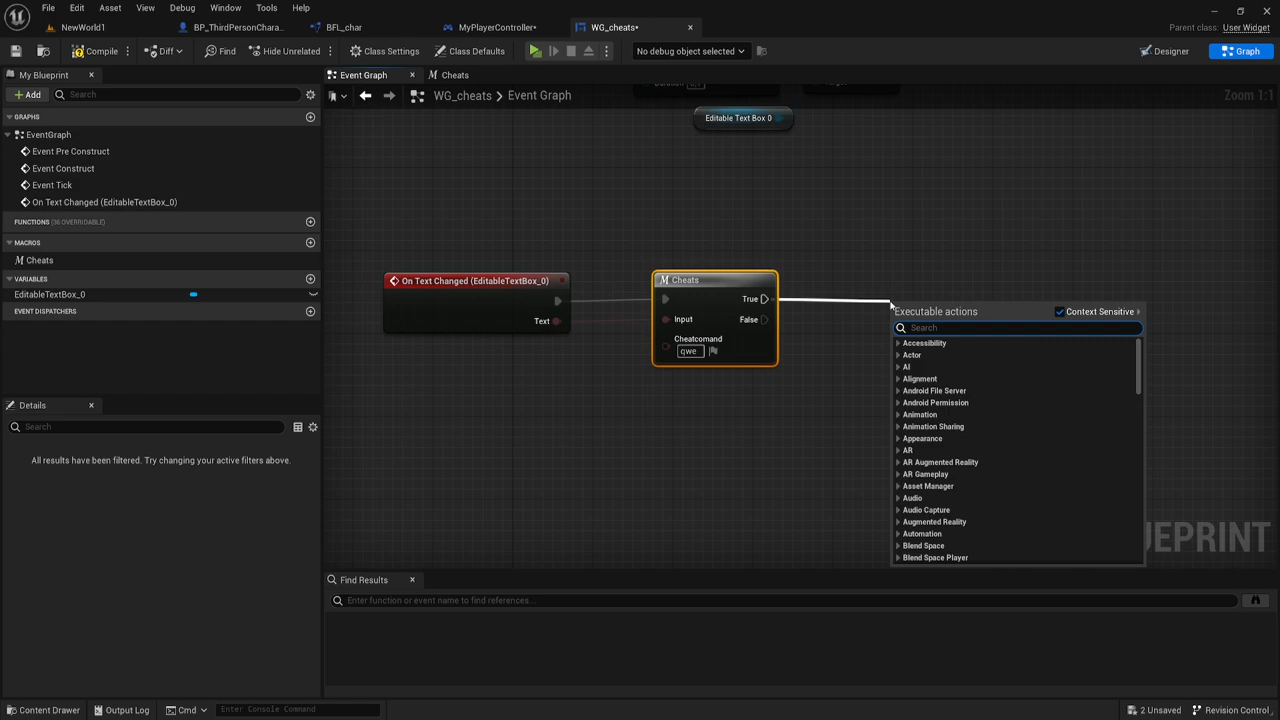 File Edit Asset View Debug Window Tools Help
NewWorld1
BP_ThirdPersonChara...
BFL_char
MyPlayerController*
WG_cheats*
Parent class: User Widget
Compile Diff Find Hide Unrelated Class Settings Class Defaults No debug object selected Designer Graph
My Blueprint
Event Graph Cheats
Add Search
WG_cheats > Event Graph Zoom 1:1
GRAPHS
EventGraph
Event Pre Construct
Event Construct
Event Tick
On Text Changed (EditableTextBox_0)
FUNCTIONS (36 OVERRIDABLE)
MACROS
Cheats
VARIABLES
EditableTextBox_0
EVENT DISPATCHERS
Editable Text Box 0
On Text Changed (EditableTextBox_0)
Text
Cheats
True
Input False
Cheatcomand
qwe
Executable actions Context Sensitive
Search
Accessibility
Actor
AI
Alignment
Android File Server
Android Permission
Animation
Animation Sharing
Appearance
AR
AR Augmented Reality
AR Gameplay
Asset Manager
Audio
Audio Capture
Augmented Reality
Automation
Blend Space
Blend Space Player
Details
Search
All results have been filtered. Try changing your active filters above.
Find Results
Enter function or event name to find references...
Content Drawer Output Log Cmd Enter Console Command 2 Unsaved Revision Control